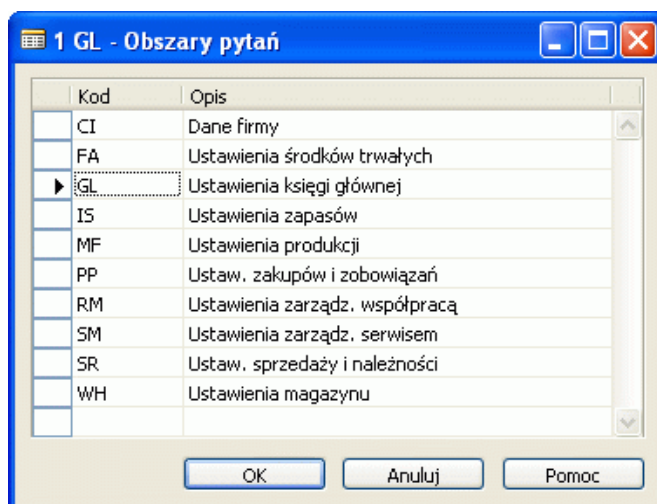 1 GL - Obszary pytań
Kod Opis
CI Dane firmy
FA Ustawienia środków trwałych
GL Ustawienia księgi głównej
IS Ustawienia zapasów
MF Ustawienia produkcji
PP Ustaw. zakupów i zobowiązań
RM Ustawienia zarządz. współpracą
SM Ustawienia zarządz. serwisem
SR Ustaw. sprzedaży i należności
WH Ustawienia magazynu
OK Anuluj Pomoc